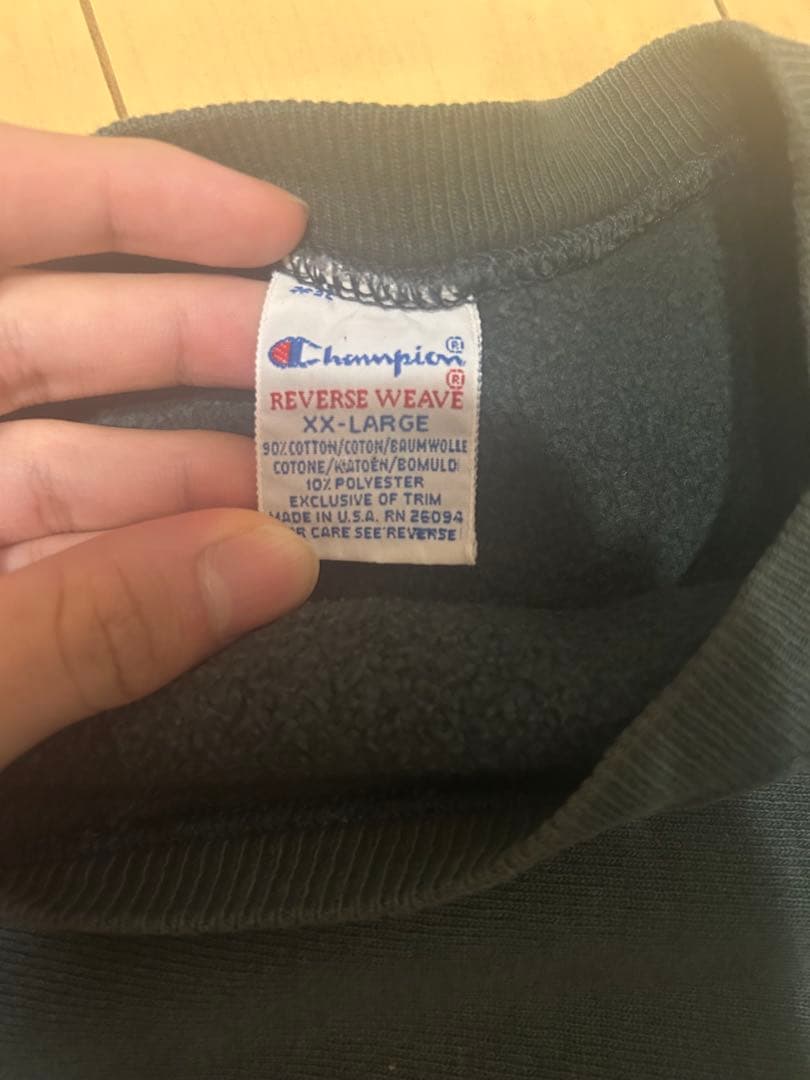 Champion®
®
REVERSE WEAVE
XX-LARGE
90% COTTON/COTON/BAUMWOLLE
COTONE/KATOEN/BOMULD
10% POLYESTER
EXCLUSIVE OF TRIM
MADE IN U.S.A. RN 26094
R CARE SEE REVERSE